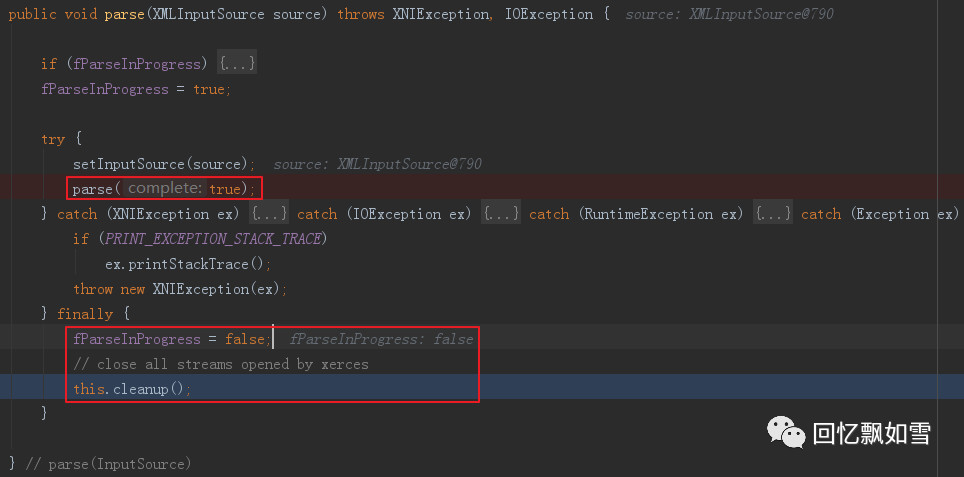 public void parse(XMLInputSource source) throws XNIException, IOException {  source: XMLInputSource@790
if (fParseInProgress) {...}
fParseInProgress = true;
try {
setInputSource(source);  source: XMLInputSource@790
parse( complete: true);
} catch (XNIException ex) {...} catch (IOException ex) {...} catch (RuntimeException ex) {...} catch (Exception ex)
if (PRINT_EXCEPTION_STACK_TRACE)
ex.printStackTrace();
throw new XNIException(ex);
} finally {
fParseInProgress = false;  fParseInProgress: false
// close all streams opened by xerces
this.cleanup();
}
回忆飘如雪
} // parse(InputSource)